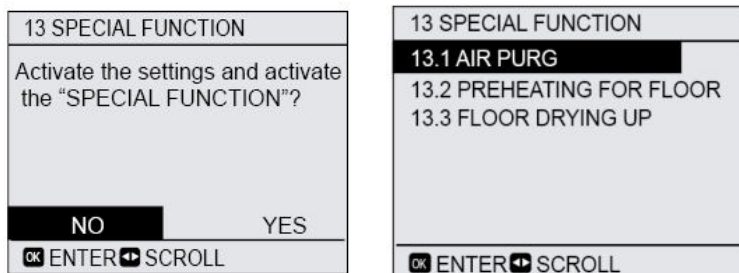 13 SPECIAL FUNCTION
Activate the settings and activate
the “SPECIAL FUNCTION”?
NO YES
OK ENTER SCROLL
13 SPECIAL FUNCTION
13.1 AIR PURG
13.2 PREHEATING FOR FLOOR
13.3 FLOOR DRYING UP
OK ENTER SCROLL